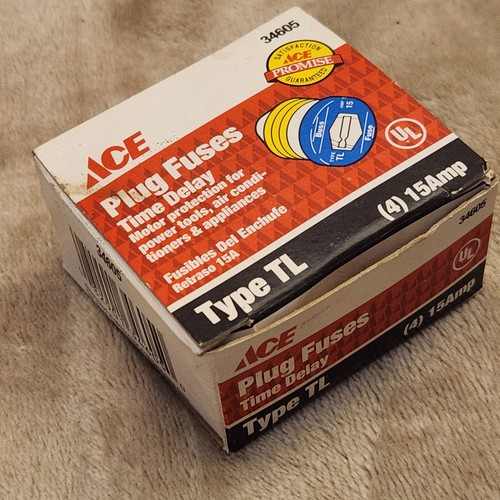 34605
SATISFACTION
ACE
PROMISE
GUARANTEED
ACE
Plug Fuses
Time Delay
Motor protection for
power tools, air condi-
tioners & appliances
Fusibles Del Enchufe
Retraso 15A
Type TL
(4) 15Amp
Buss
TYPE
TL
AMP
15
Fuse
UL
34605
34605
UL
ACE
Plug Fuses
Time Delay
Type TL
(4) 15Amp